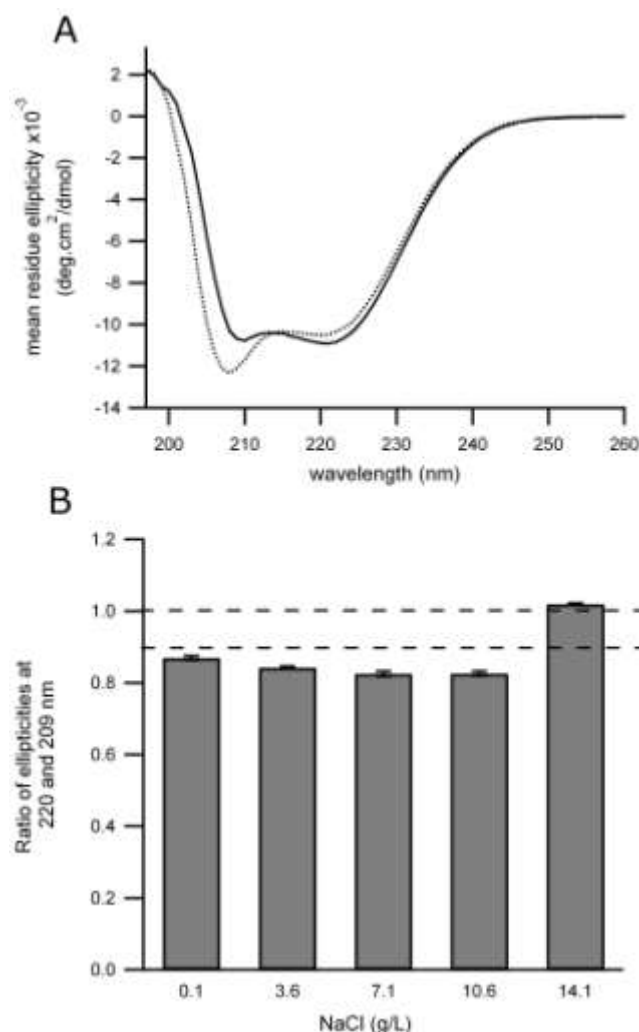 A
mean residue ellipticity x10⁻³
(deg.cm²/dmol)
2
0
-2
-4
-6
-8
-10
-12
-14
200 210 220 230 240 250 260
wavelength (nm)
B
Ratio of ellipticities at
220 and 209 nm
1.2
1.0
0.8
0.6
0.4
0.2
0.0
0.1 3.6 7.1 10.6 14.1
NaCl (g/L)